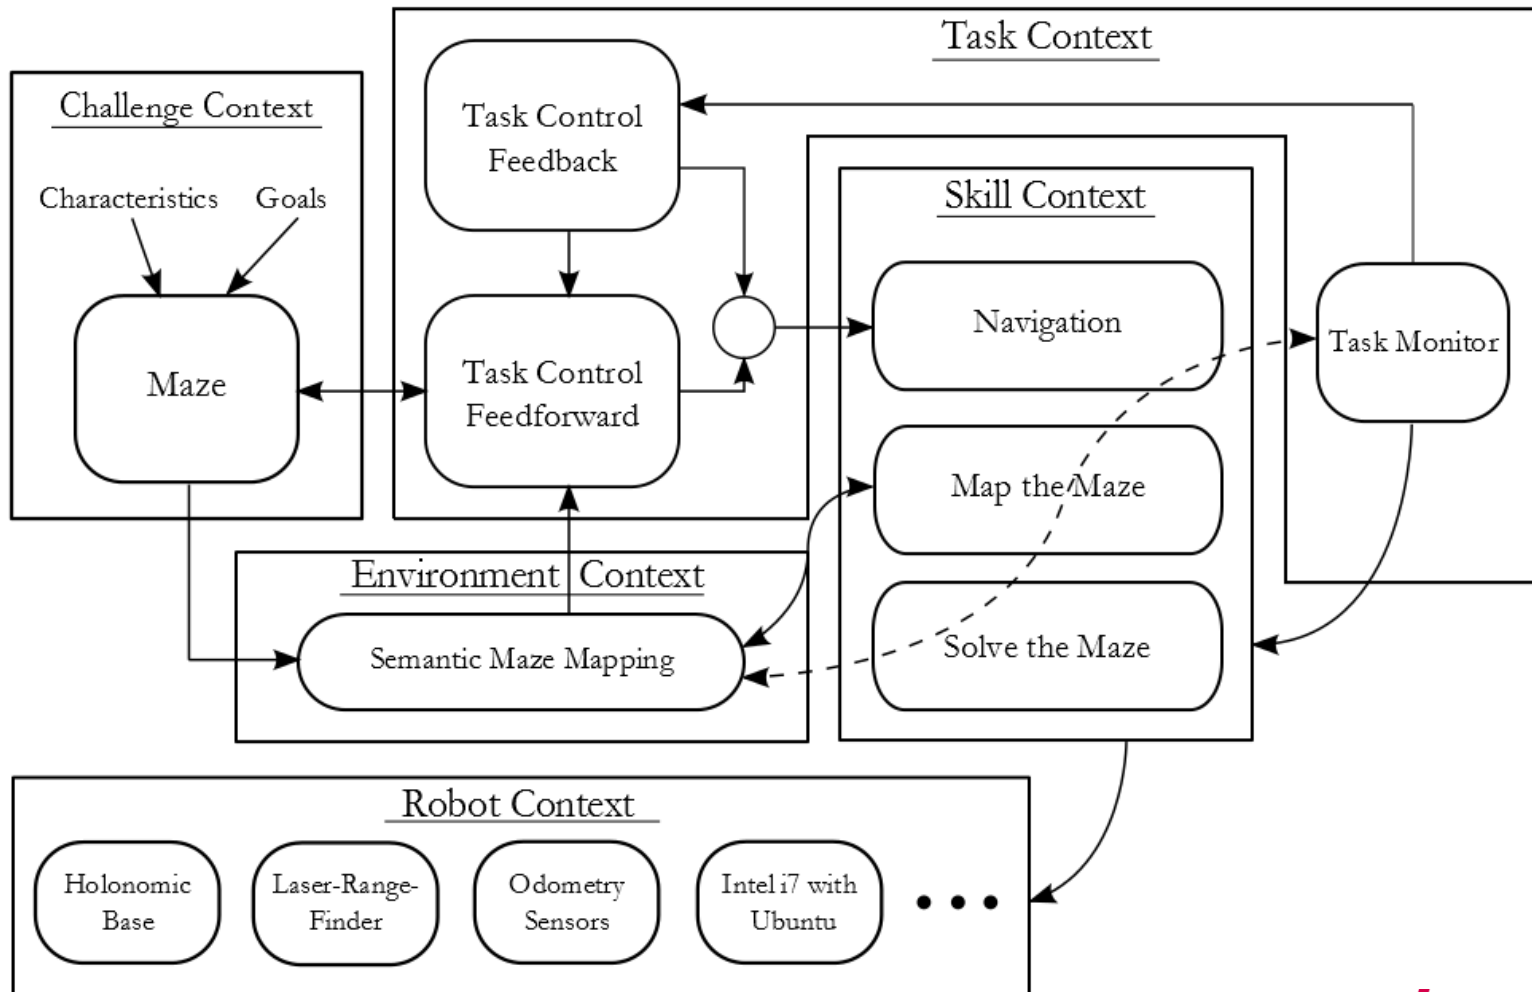 Task Context
Challenge Context
Characteristics
Goals
Maze
Task Control
Feedback
Task Control
Feedforward
Skill Context
Navigation
Map the Maze
Solve the Maze
Task Monitor
Environment Context
Semantic Maze Mapping
Robot Context
Holonomic
Base
Laser-Range-
Finder
Odometry
Sensors
Intel i7 with
Ubuntu